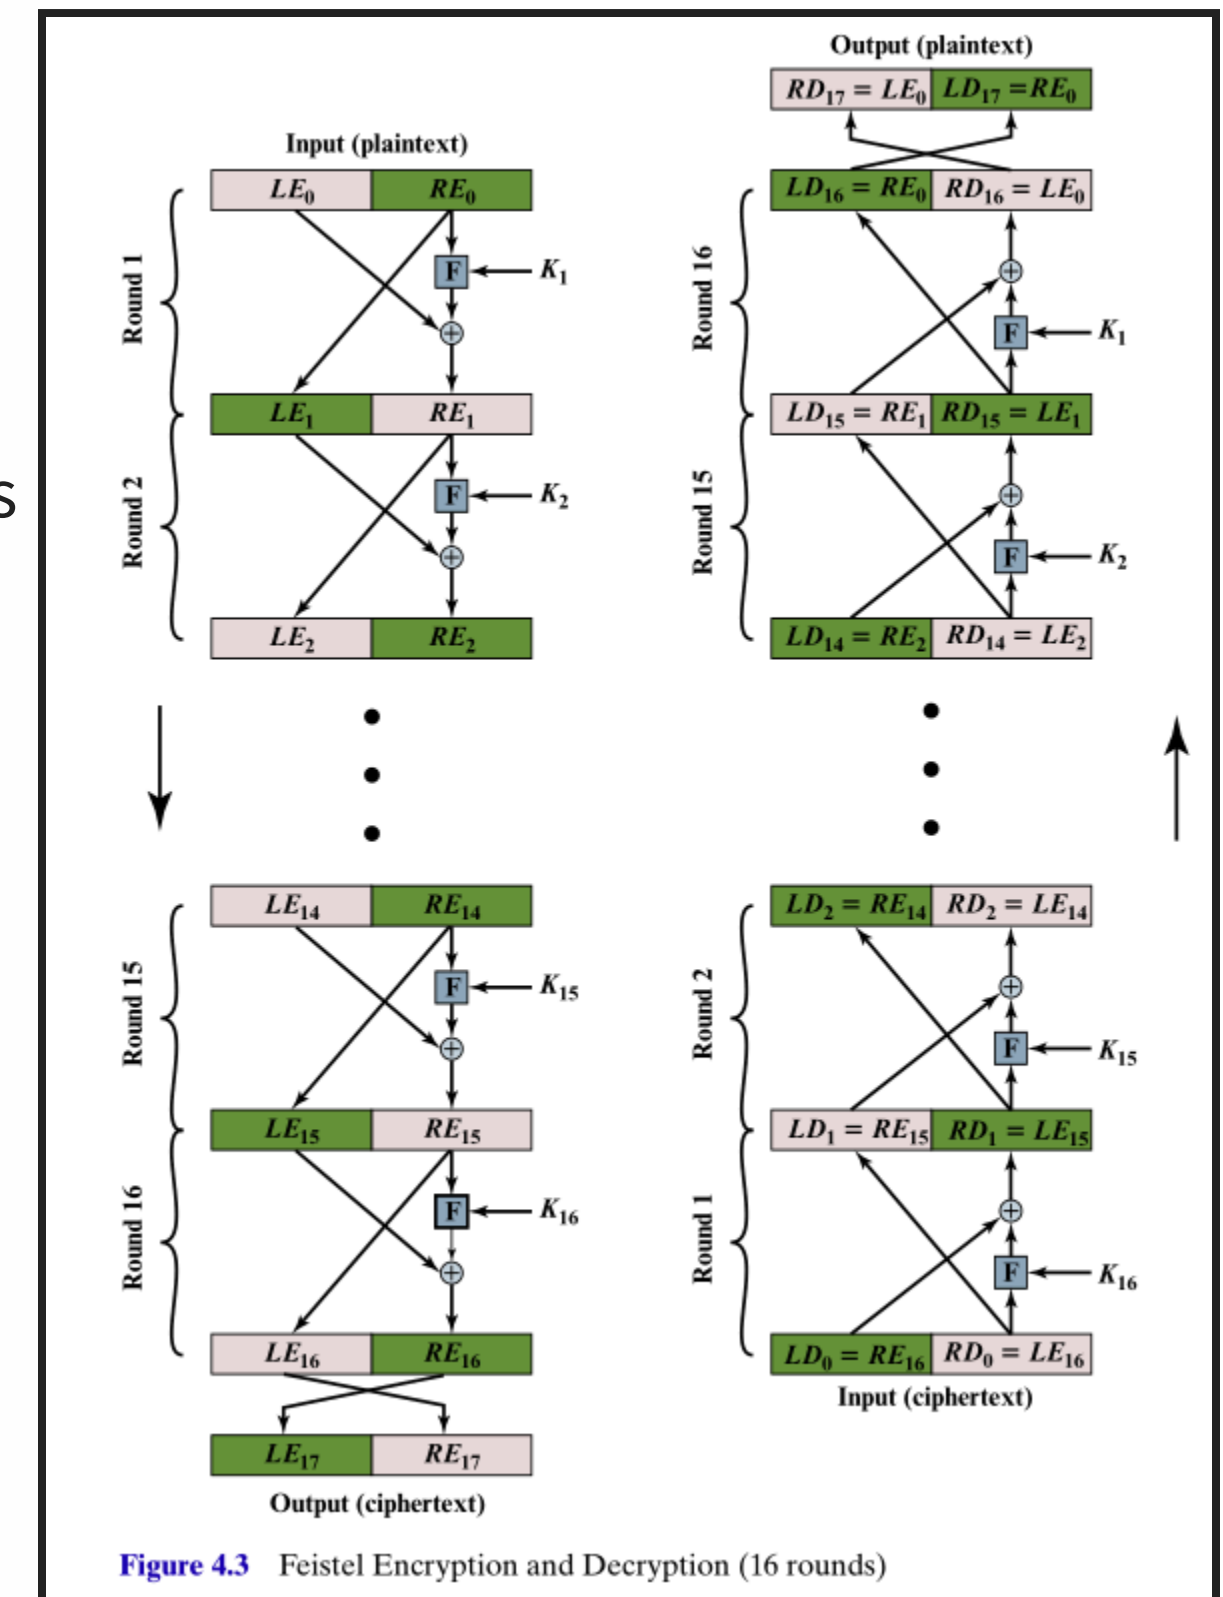 s
Input (plaintext)
LE0 RE0
F K1
+
Round 1
LE1 RE1
F K2
+
Round 2
LE2 RE2
LE14 RE14
F K15
+
Round 15
LE15 RE15
F K16
+
Round 16
LE16 RE16
LE17 RE17
Output (ciphertext)
Output (plaintext)
RD17 = LE0 LD17 =RE0
LD16 = RE0 RD16 = LE0
+
Round 16
F K1
LD15 = RE1 RD15 = LE1
+
Round 15
F K2
LD14 = RE2 RD14 = LE2
LD2 = RE14 RD2 = LE14
+
Round 2
F K15
LD1 = RE15 RD1 = LE15
+
Round 1
F K16
LD0 = RE16 RD0 = LE16
Input (ciphertext)
Figure 4.3 Feistel Encryption and Decryption (16 rounds)